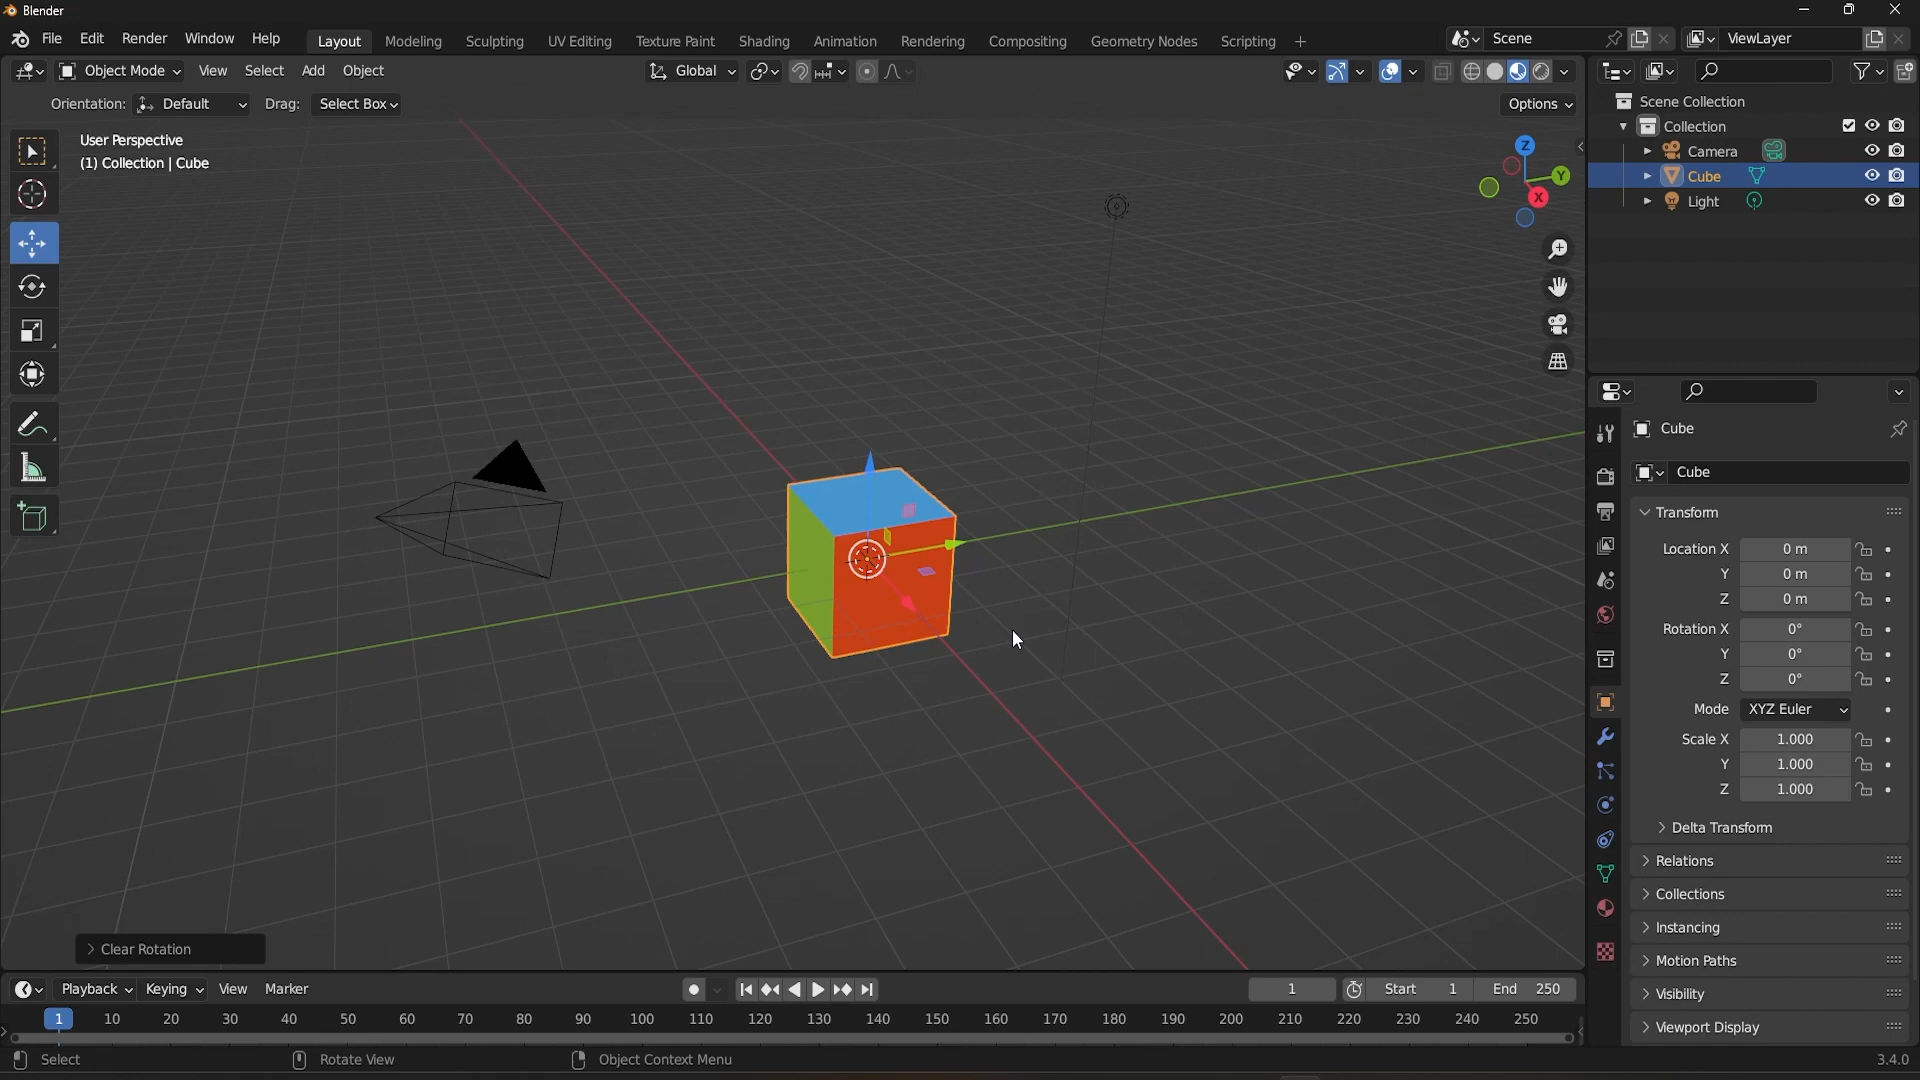 Blender
File Edit Render Window Help Layout Modeling Sculpting UV Editing Texture Paint Shading Animation Rendering Compositing Geometry Nodes Scripting + Scene ViewLayer
Object Mode View Select Add Object Global
Orientation: Default Drag: Select Box Options
User Perspective
(1) Collection | Cube
Z
Y
X
Scene Collection
Collection
Camera
Cube
Light
Cube
Cube
Transform
Location X 0 m
Y 0 m
Z 0 m
Rotation X 0°
Y 0°
Z 0°
Mode XYZ Euler
Scale X 1.000
Y 1.000
Z 1.000
Delta Transform
Relations
Collections
Instancing
Motion Paths
Visibility
Viewport Display
Clear Rotation
Playback Keying View Marker 1 Start 1 End 250
1 10 20 30 40 50 60 70 80 90 100 110 120 130 140 150 160 170 180 190 200 210 220 230 240 250
Select Rotate View Object Context Menu 3.4.0